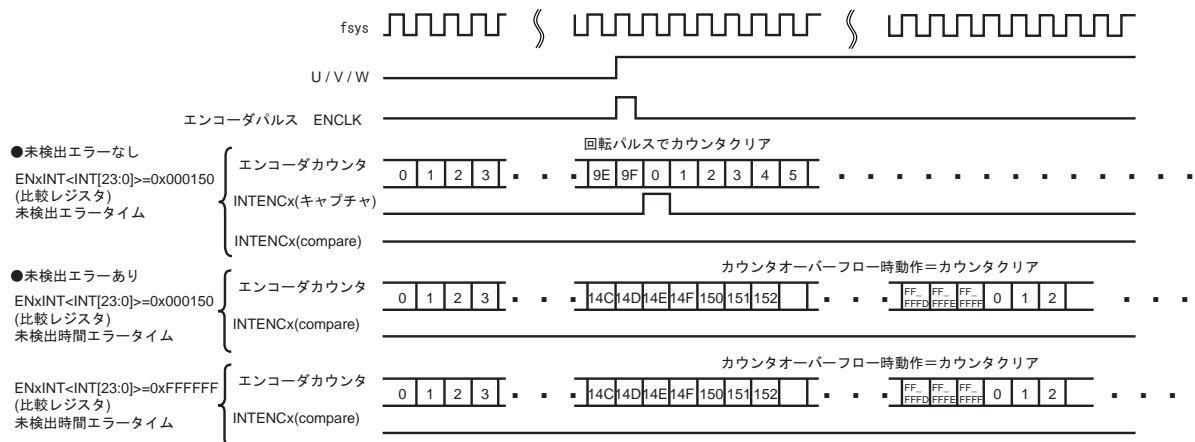 fsys
U / V / W
エンコーダパルス ENCLK
●未検出エラーなし
ENxINT<INT[23:0]>=0x000150
(比較レジスタ)
未検出エラータイム
回転パルスでカウンタクリア
エンコーダカウンタ
0 1 2 3 9E 9F 0 1 2 3 4 5
INTENCx(キャプチャ)
INTENCx(compare)
●未検出エラーあり
ENxINT<INT[23:0]>=0x000150
(比較レジスタ)
未検出時間エラータイム
カウンタオーバーフロー時動作=カウンタクリア
エンコーダカウンタ
0 1 2 3 14C 14D 14E 14F 150 151 152 FF_FFFD FF_FFFE FF_FFFF 0 1 2
INTENCx(compare)
ENxINT<INT[23:0]>=0xFFFFFF
(比較レジスタ)
未検出時間エラータイム
カウンタオーバーフロー時動作=カウンタクリア
エンコーダカウンタ
0 1 2 3 14C 14D 14E 14F 150 151 152 FF_FFFD FF_FFFE FF_FFFF 0 1 2
INTENCx(compare)